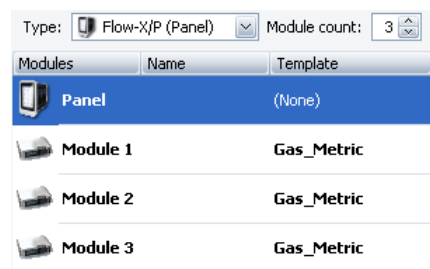 Type: Flow-X/P (Panel) Module count: 3
Modules Name Template
Panel (None)
Module 1 Gas_Metric
Module 2 Gas_Metric
Module 3 Gas_Metric